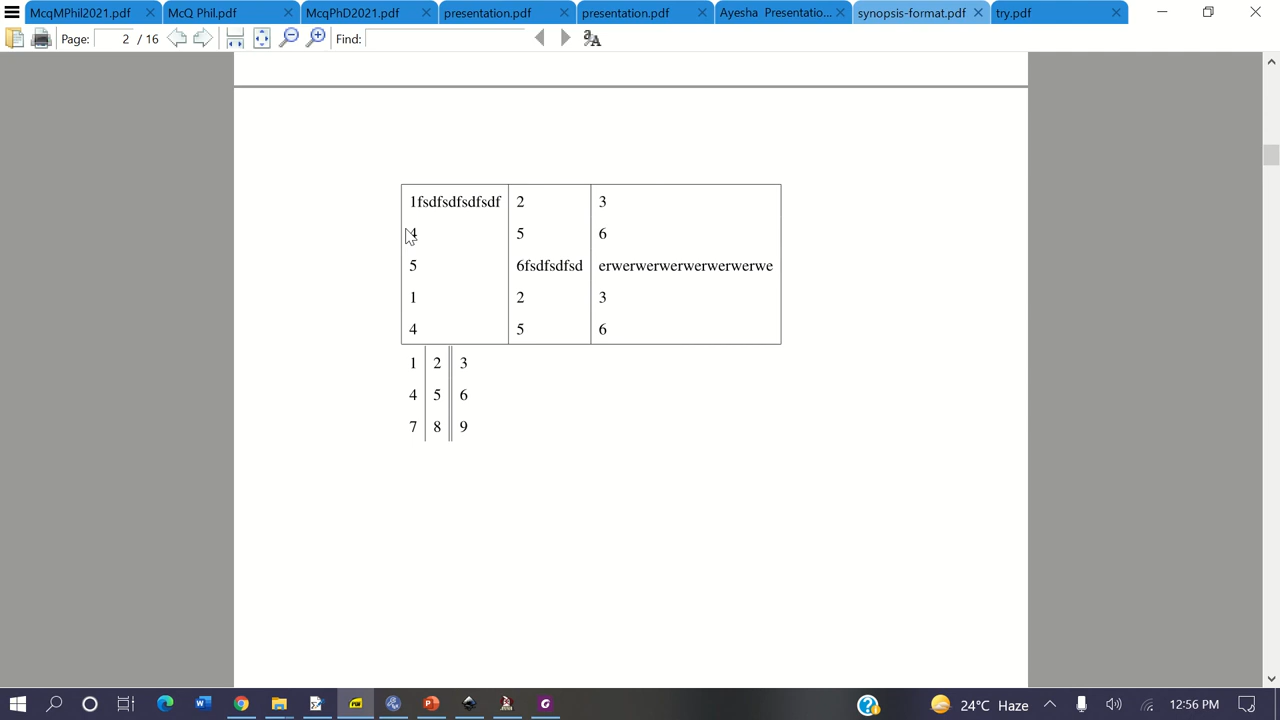 McqMPhil2021.pdf McQ Phil.pdf McqPhD2021.pdf presentation.pdf presentation.pdf Ayesha Presentatio... synopsis-format.pdf try.pdf
Page: 2 / 16 Find:
1fsdfsdfsdfsdf 2 3
4 5 6
5 6fsdfsdfsd erwerwerwerwerwerwe
1 2 3
4 5 6
1 2 3
4 5 6
7 8 9
24°C Haze 12:56 PM